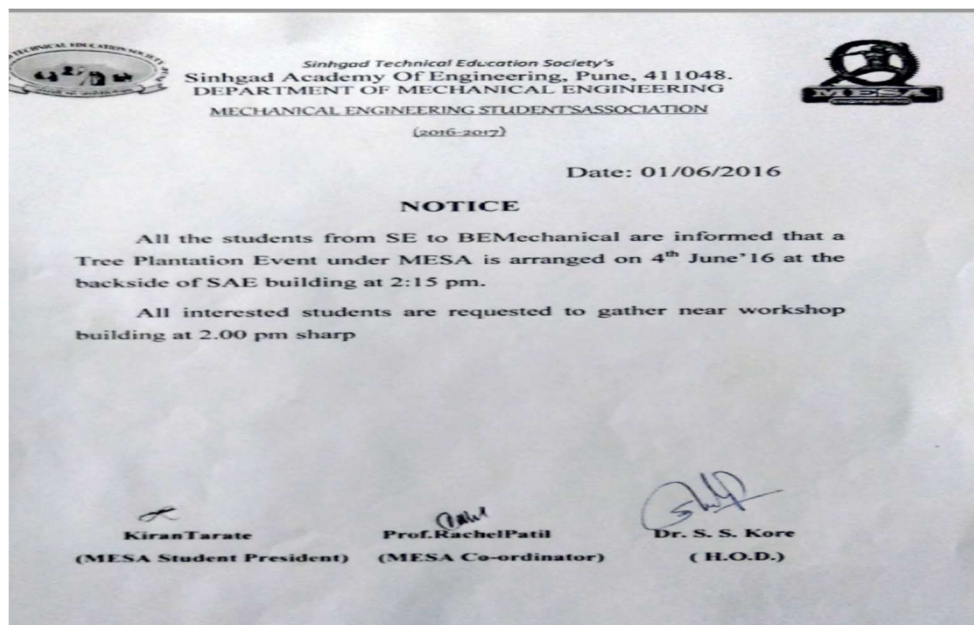 TECHNICAL EDUCATION SOCIETY
MESA
Sinhgad Technical Education Society's
Sinhgad Academy Of Engineering, Pune, 411048.
DEPARTMENT OF MECHANICAL ENGINEERING
MECHANICAL ENGINEERING STUDENT'SASSOCIATION
(2016-2017)
Date: 01/06/2016
NOTICE
All the students from SE to BEMechanical are informed that a
Tree Plantation Event under MESA is arranged on 4th June'16 at the
backside of SAE building at 2:15 pm.
All interested students are requested to gather near workshop
building at 2.00 pm sharp
KiranTarate Prof.RachelPatil Dr. S. S. Kore
(MESA Student President) (MESA Co-ordinator) ( H.O.D.)